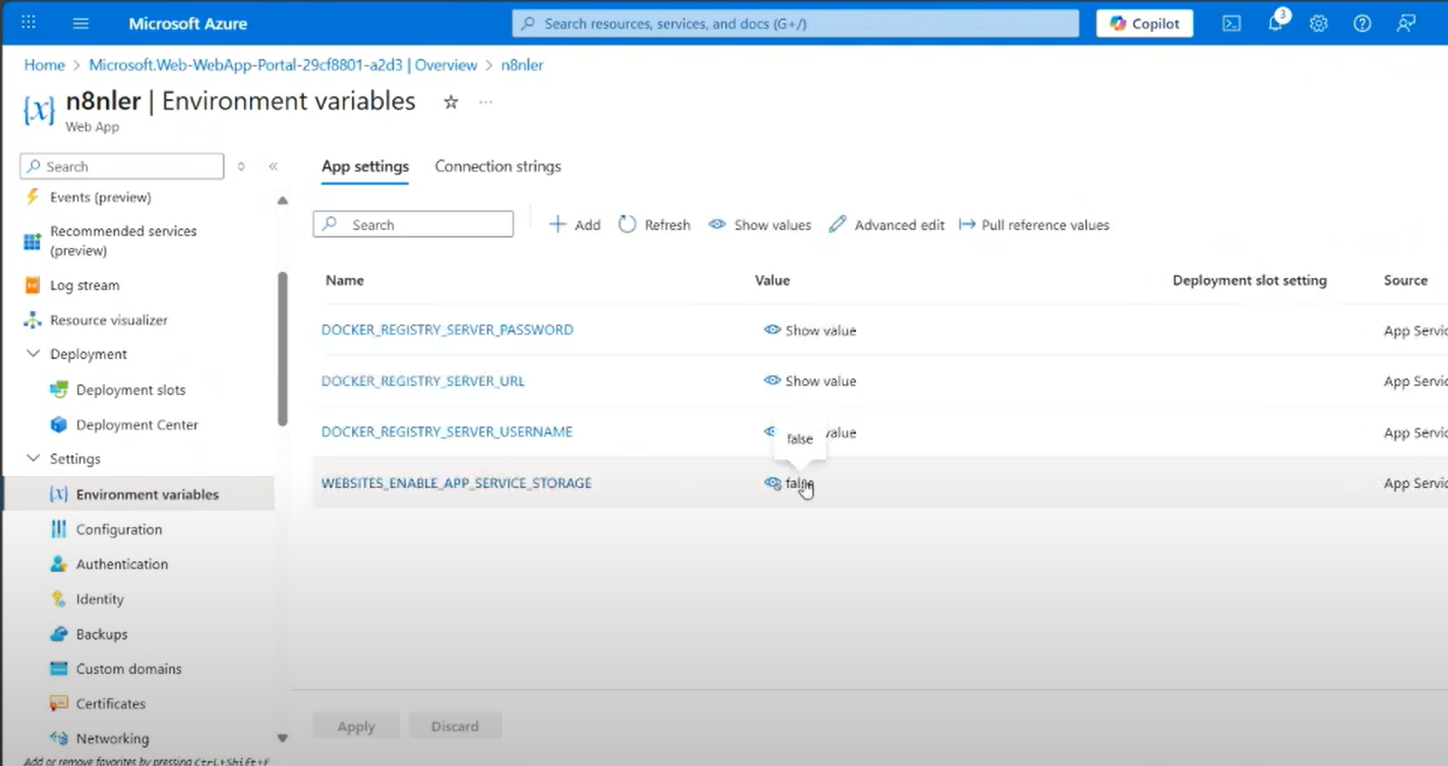 Microsoft Azure
Search resources, services, and docs (G+/)
Copilot
3
Home > Microsoft.Web-WebApp-Portal-29cf8801-a2d3 | Overview > n8nler
{x} n8nler | Environment variables
Web App
Search
App settings
Connection strings
Events (preview)
Recommended services
(preview)
Log stream
Resource visualizer
Deployment
Deployment slots
Deployment Center
Settings
{x} Environment variables
Configuration
Authentication
Identity
Backups
Custom domains
Certificates
Networking
Add or remove favorites by pressing Ctrl+Shift+F
Search
Add
Refresh
Show values
Advanced edit
Pull reference values
Name Value Deployment slot setting Source
DOCKER_REGISTRY_SERVER_PASSWORD Show value App Servic
DOCKER_REGISTRY_SERVER_URL Show value App Servic
DOCKER_REGISTRY_SERVER_USERNAME value App Servic
false
WEBSITES_ENABLE_APP_SERVICE_STORAGE false App Servic
Apply
Discard